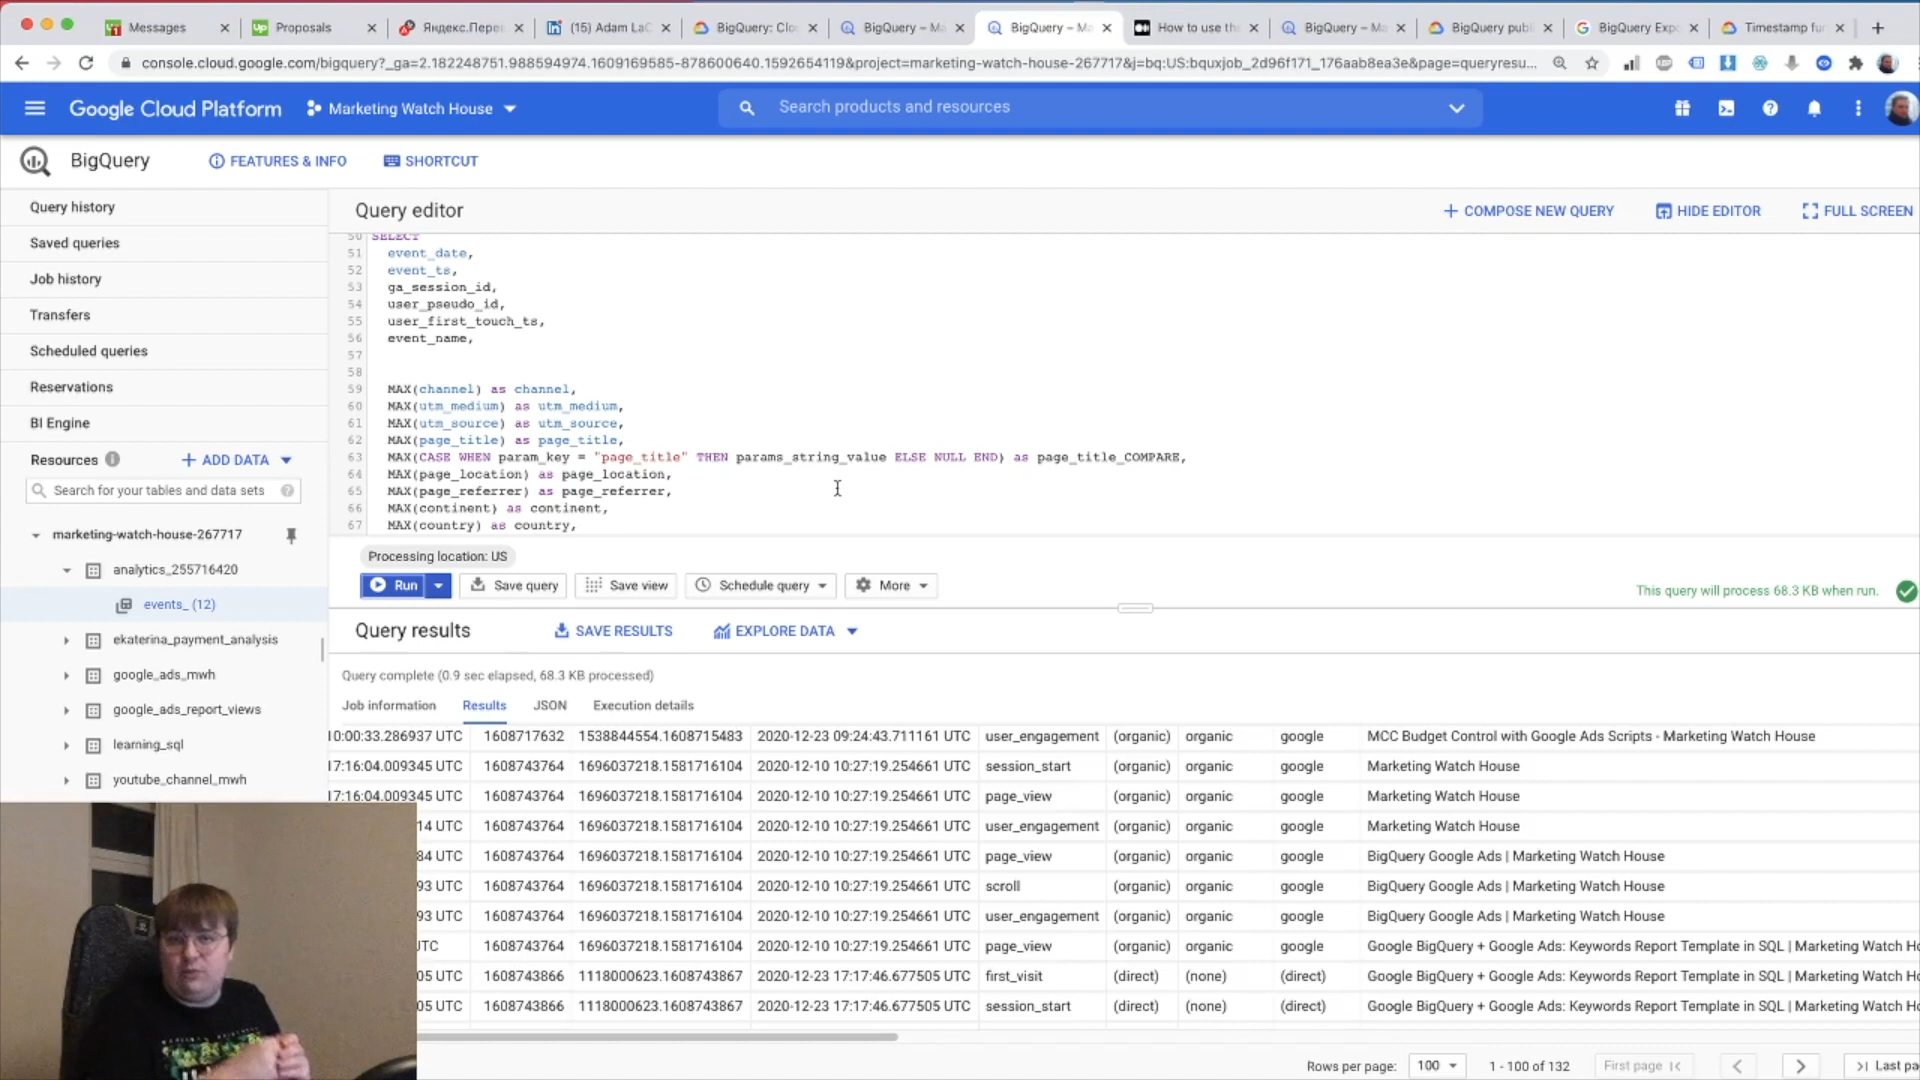 Messages
Proposals
Яндекс.Пере
(15) Adam LaC
BigQuery: Clo
BigQuery – Ma
BigQuery – Ma
How to use th
BigQuery – Ma
BigQuery publ
BigQuery Expo
Timestamp fu
console.cloud.google.com/bigquery?_ga=2.182248751.988594974.1609169585-878600640.1592654119&project=marketing-watch-house-267717&j=bq:US:bquxjob_2d96f171_176aab8ea3e&page=queryresu...
Google Cloud Platform
Marketing Watch House
Search products and resources
BigQuery
FEATURES & INFO
SHORTCUT
Query history
Saved queries
Job history
Transfers
Scheduled queries
Reservations
BI Engine
Resources
+ ADD DATA
Search for your tables and data sets
marketing-watch-house-267717
analytics_255716420
events_ (12)
ekaterina_payment_analysis
google_ads_mwh
google_ads_report_views
learning_sql
youtube_channel_mwh
Query editor
+ COMPOSE NEW QUERY
HIDE EDITOR
FULL SCREEN
50 SELECT
51 event_date,
52 event_ts,
53 ga_session_id,
54 user_pseudo_id,
55 user_first_touch_ts,
56 event_name,
57
58
59 MAX(channel) as channel,
60 MAX(utm_medium) as utm_medium,
61 MAX(utm_source) as utm_source,
62 MAX(page_title) as page_title,
63 MAX(CASE WHEN param_key = "page_title" THEN params_string_value ELSE NULL END) as page_title_COMPARE,
64 MAX(page_location) as page_location,
65 MAX(page_referrer) as page_referrer,
66 MAX(continent) as continent,
67 MAX(country) as country,
Processing location: US
Run
Save query
Save view
Schedule query
More
This query will process 68.3 KB when run.
Query results
SAVE RESULTS
EXPLORE DATA
Query complete (0.9 sec elapsed, 68.3 KB processed)
Job information
Results
JSON
Execution details
10:00:33.286937 UTC 1608717632 1538844554.1608715483 2020-12-23 09:24:43.711161 UTC user_engagement (organic) organic google MCC Budget Control with Google Ads Scripts - Marketing Watch House
17:16:04.009345 UTC 1608743764 1696037218.1581716104 2020-12-10 10:27:19.254661 UTC session_start (organic) organic google Marketing Watch House
17:16:04.009345 UTC 1608743764 1696037218.1581716104 2020-12-10 10:27:19.254661 UTC page_view (organic) organic google Marketing Watch House
14 UTC 1608743764 1696037218.1581716104 2020-12-10 10:27:19.254661 UTC user_engagement (organic) organic google Marketing Watch House
84 UTC 1608743764 1696037218.1581716104 2020-12-10 10:27:19.254661 UTC page_view (organic) organic google BigQuery Google Ads | Marketing Watch House
93 UTC 1608743764 1696037218.1581716104 2020-12-10 10:27:19.254661 UTC scroll (organic) organic google BigQuery Google Ads | Marketing Watch House
93 UTC 1608743764 1696037218.1581716104 2020-12-10 10:27:19.254661 UTC user_engagement (organic) organic google BigQuery Google Ads | Marketing Watch House
UTC 1608743764 1696037218.1581716104 2020-12-10 10:27:19.254661 UTC page_view (organic) organic google Google BigQuery + Google Ads: Keywords Report Template in SQL | Marketing Watch Ho
05 UTC 1608743866 1118000623.1608743867 2020-12-23 17:17:46.677505 UTC first_visit (direct) (none) (direct) Google BigQuery + Google Ads: Keywords Report Template in SQL | Marketing Watch Ho
05 UTC 1608743866 1118000623.1608743867 2020-12-23 17:17:46.677505 UTC session_start (direct) (none) (direct) Google BigQuery + Google Ads: Keywords Report Template in SQL | Marketing Watch Ho
Rows per page: 100
1 - 100 of 132
First page
Last pa